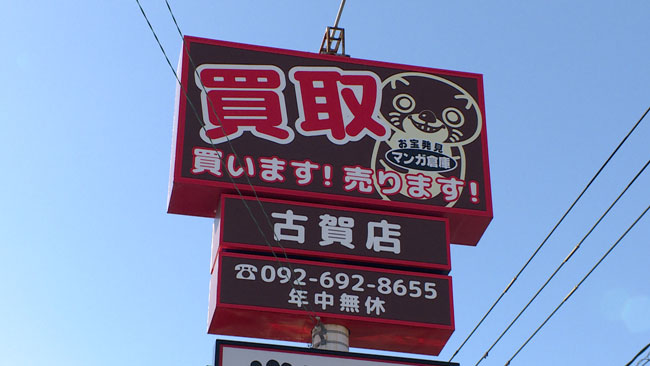 買取
お宝発見
マンガ倉庫
買います! 売ります!
古賀店
☎092-692-8655
年中無休